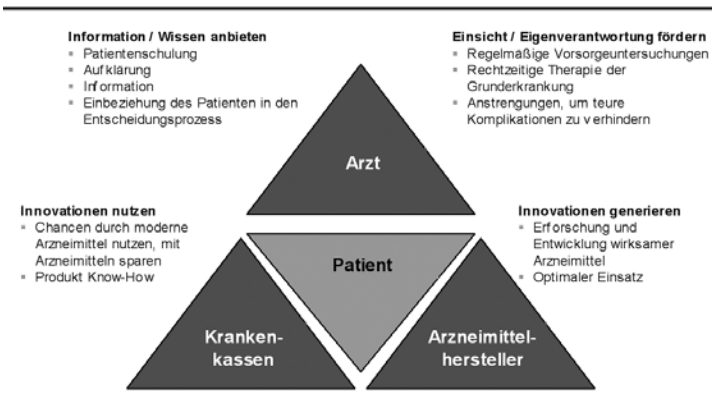 Information / Wissen anbieten
Patientenschulung
Aufklärung
Information
Einbeziehung des Patienten in den
Entscheidungsprozess
Einsicht / Eigenverantwortung fördern
Regelmäßige Vorsorgeuntersuchungen
Rechtzeitige Therapie der
Grunderkrankung
Anstrengungen, um teure
Komplikationen zu verhindern
Arzt
Innovationen nutzen
Chancen durch moderne
Arzneimittel nutzen, mit
Arzneimitteln sparen
Produkt Know-How
Innovationen generieren
Erforschung und
Entwicklung wirksamer
Arzneimittel
Optimaler Einsatz
Patient
Kranken-
kassen
Arzneimittel-
hersteller